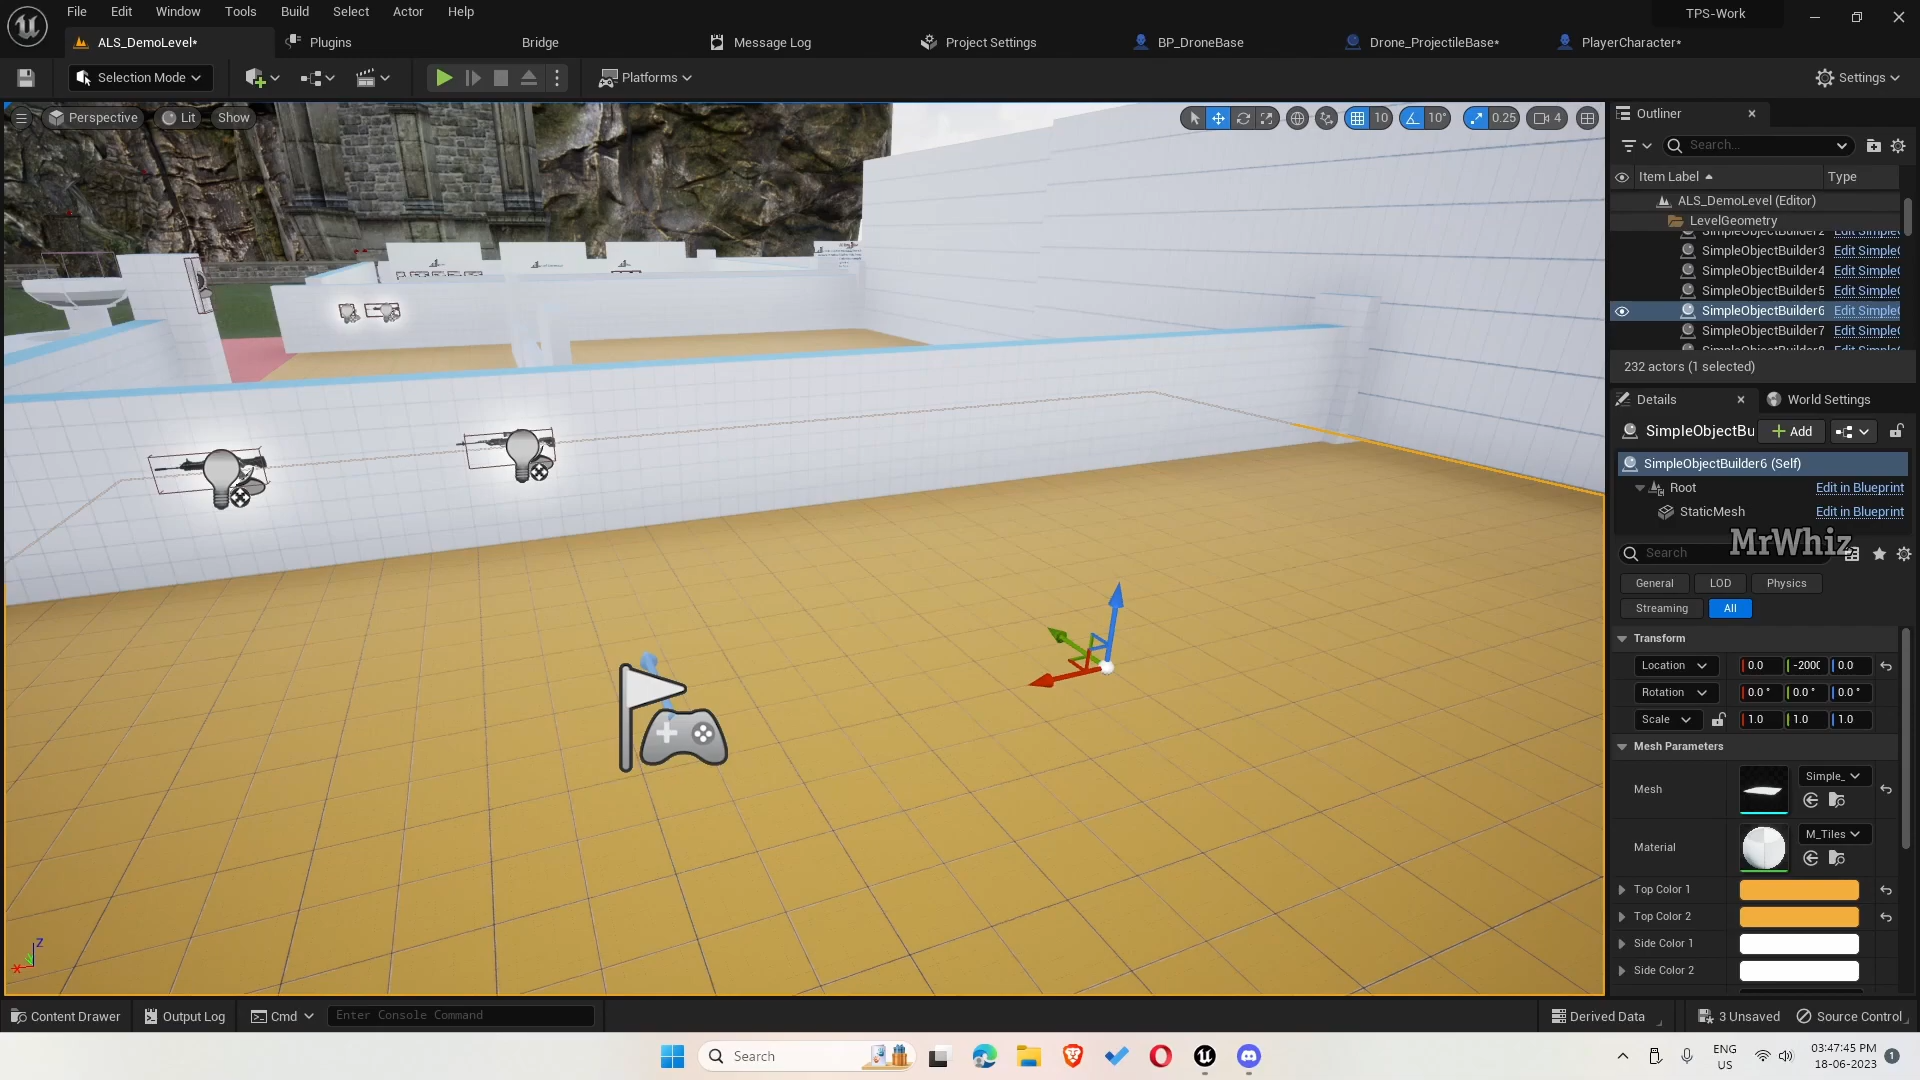 File Edit Window Tools Build Select Actor Help
TPS-Work
ALS_DemoLevel*
Plugins
Bridge
Message Log
Project Settings
BP_DroneBase
Drone_ProjectileBase*
PlayerCharacter*
Selection Mode
Platforms
Settings
Perspective
Lit
Show
10
10°
0.25
4
Outliner
Search...
Item Label
Type
ALS_DemoLevel (Editor)
LevelGeometry
SimpleObjectBuilder2 Edit Simple
SimpleObjectBuilder3 Edit Simple
SimpleObjectBuilder4 Edit Simple
SimpleObjectBuilder5 Edit Simple
SimpleObjectBuilder6 Edit Simple
SimpleObjectBuilder7 Edit Simple
232 actors (1 selected)
Details
World Settings
SimpleObjectBu
Add
SimpleObjectBuilder6 (Self)
Root Edit in Blueprint
StaticMesh Edit in Blueprint
MrWhiz
Search
General LOD Physics
Streaming All
Transform
Location 0.0 -2000 0.0
Rotation 0.0° 0.0° 0.0°
Scale 1.0 1.0 1.0
Mesh Parameters
Mesh
Simple_
Material
M_Tiles
Top Color 1
Top Color 2
Side Color 1
Side Color 2
Z
X
Content Drawer
Output Log
Cmd
Enter Console Command
Derived Data
3 Unsaved
Source Control
Search
ENG
US
03:47:45 PM
18-06-2023
1